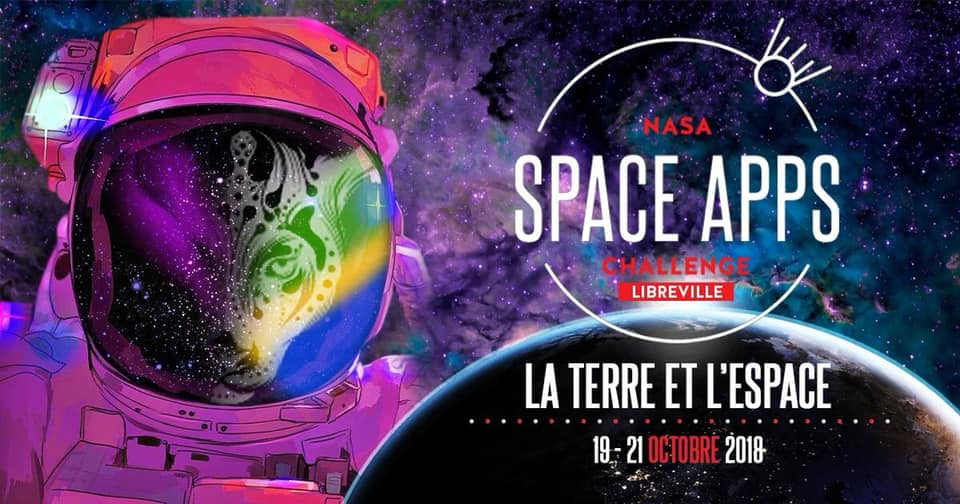 NASA
SPACE APPS
CHALLENGE
LIBREVILLE
LA TERRE ET L'ESPACE
19 - 21 OCTOBRE 2018